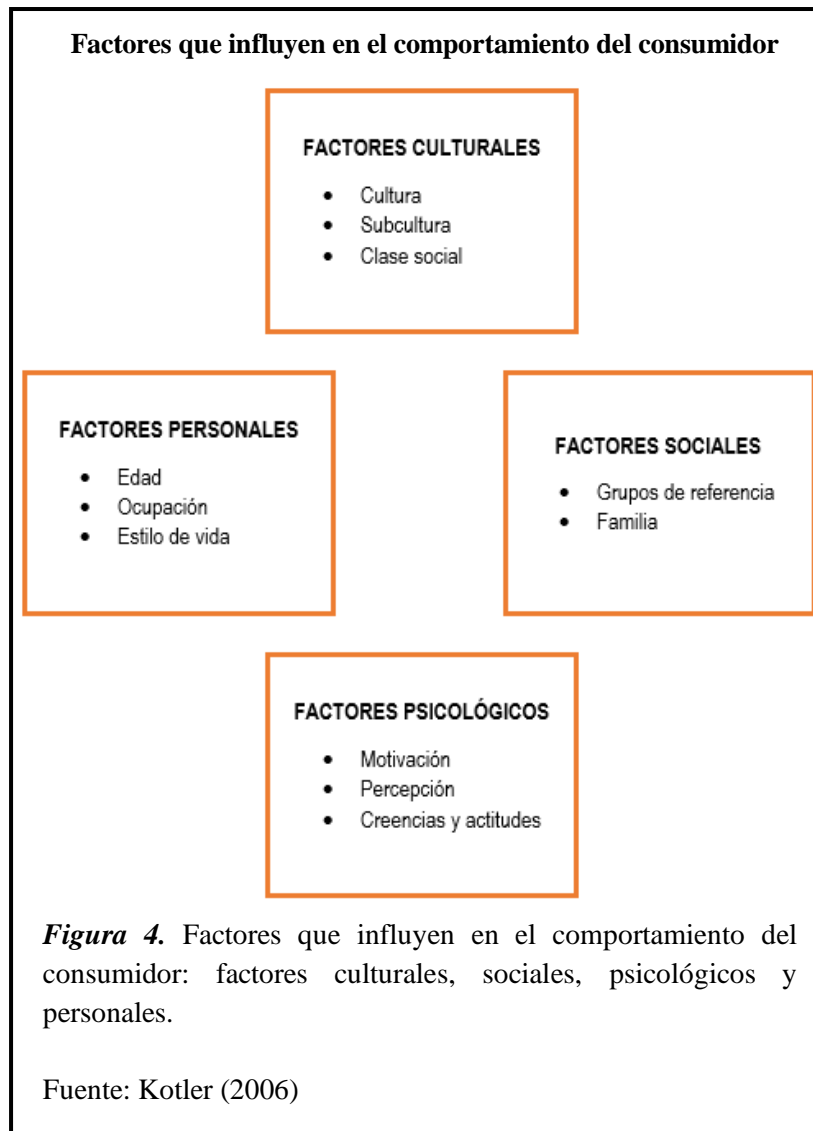 Factores que influyen en el comportamiento del consumidor
FACTORES CULTURALES
• Cultura
• Subcultura
• Clase social
FACTORES PERSONALES
• Edad
• Ocupación
• Estilo de vida
FACTORES SOCIALES
• Grupos de referencia
• Familia
FACTORES PSICOLÓGICOS
• Motivación
• Percepción
• Creencias y actitudes
Figura 4. Factores que influyen en el comportamiento del
consumidor: factores culturales, sociales, psicológicos y
personales.
Fuente: Kotler (2006)